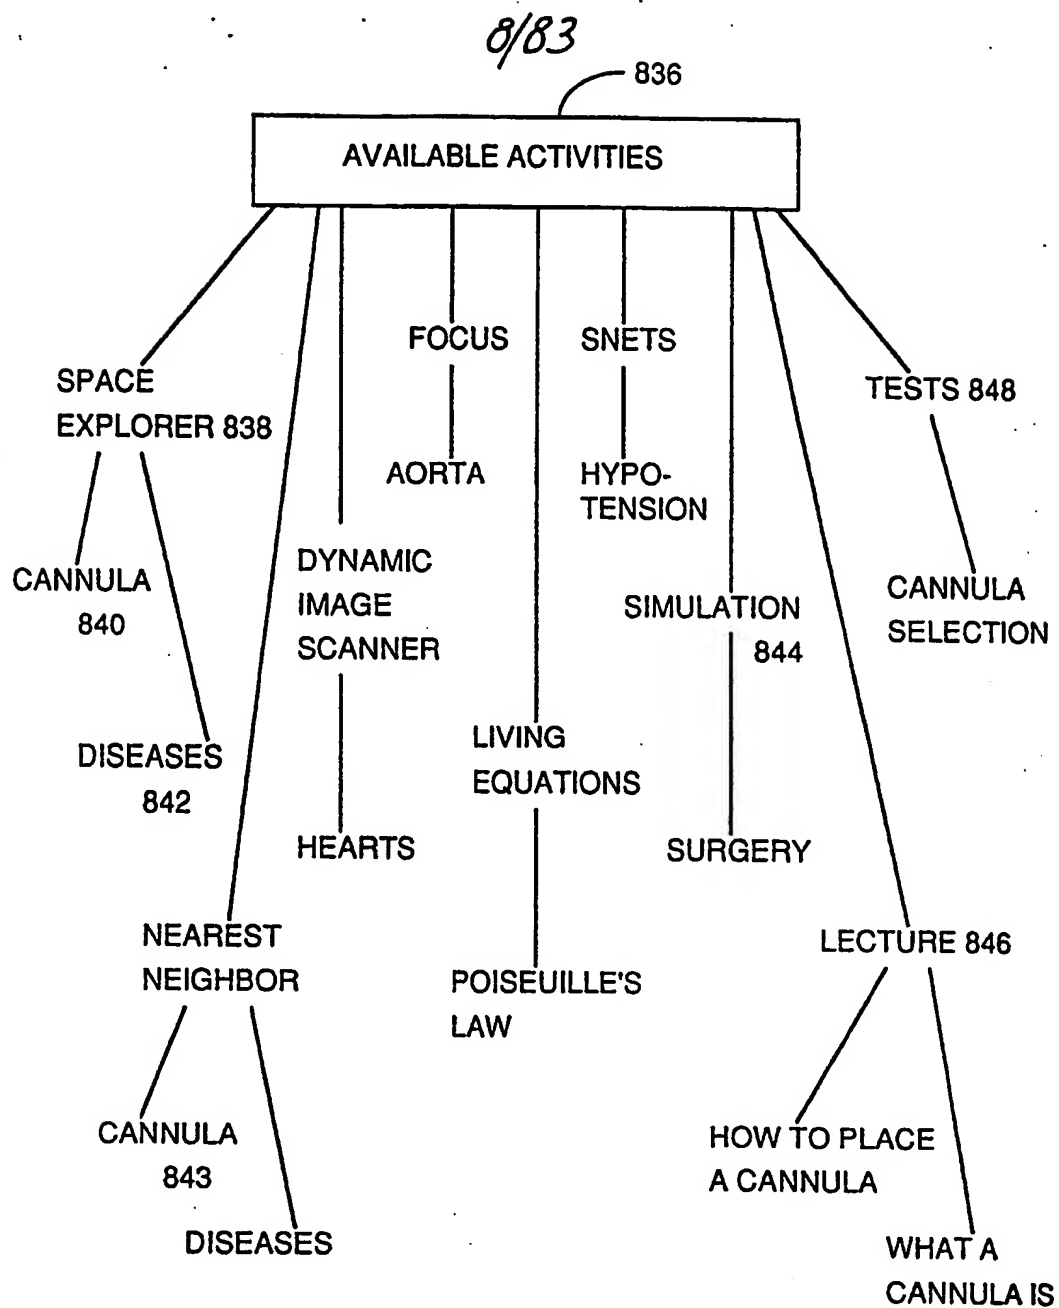 8/83
836
AVAILABLE ACTIVITIES
FOCUS
SNETS
SPACE
EXPLORER 838
TESTS 848
AORTA
HYPO-
TENSION
DYNAMIC
IMAGE
SCANNER
CANNULA
840
SIMULATION
844
CANNULA
SELECTION
DISEASES
842
LIVING
EQUATIONS
HEARTS
SURGERY
NEAREST
NEIGHBOR
LECTURE 846
POISEUILLE'S
LAW
CANNULA
843
HOW TO PLACE
A CANNULA
DISEASES
WHAT A
CANNULA IS